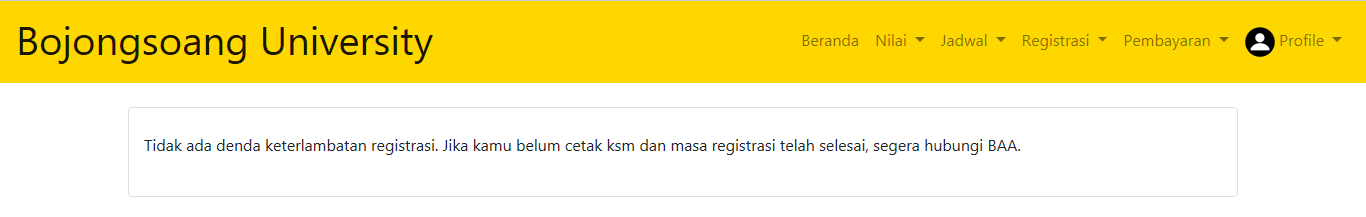 Bojongsoang University
Beranda Nilai Jadwal Registrasi Pembayaran Profile
Tidak ada denda keterlambatan registrasi. Jika kamu belum cetak ksm dan masa registrasi telah selesai, segera hubungi BAA.